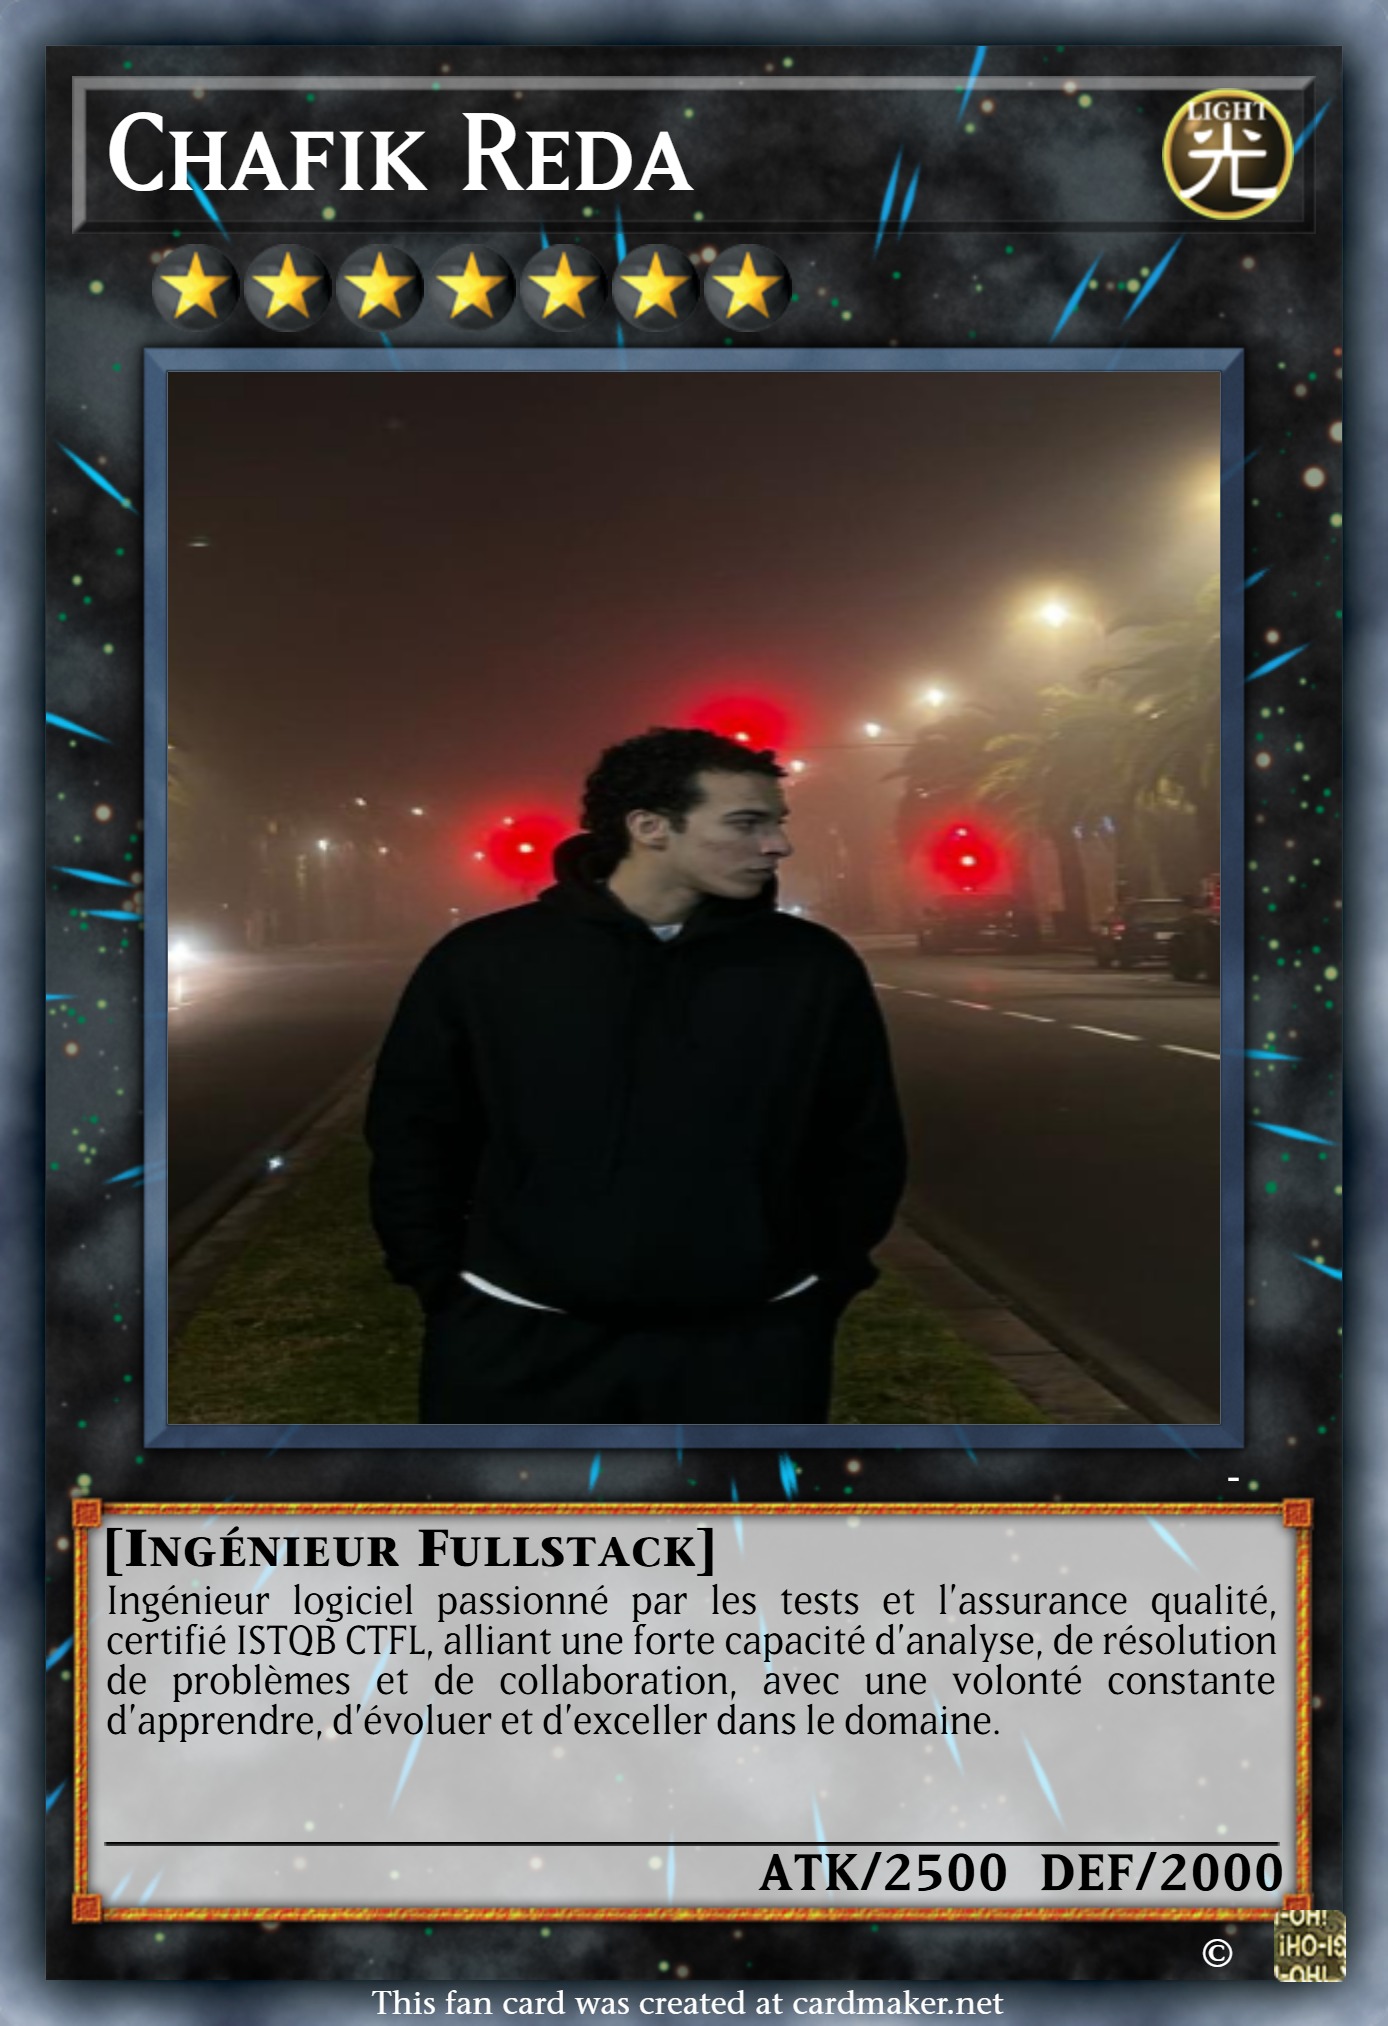 Chafik Reda
LIGHT
光
-
[Ingénieur Fullstack]
Ingénieur logiciel passionné par les tests et l'assurance qualité,
certifié ISTQB CTFL, alliant une forte capacité d'analyse, de résolution
de problèmes et de collaboration, avec une volonté constante
d'apprendre, d'évoluer et d'exceller dans le domaine.
ATK/2500 DEF/2000
©
-OH!
This fan card was created at cardmaker.net